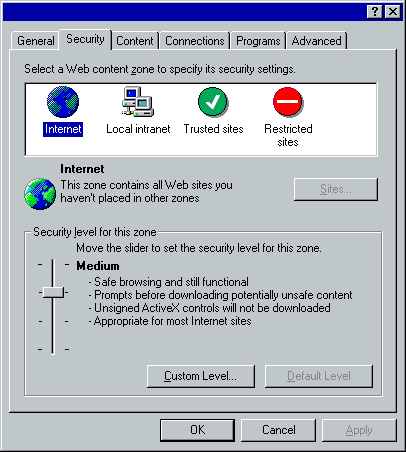 General Security Content Connections Programs Advanced
Select a Web content zone to specify its security settings.
Internet Local intranet Trusted sites Restricted
sites
Internet
This zone contains all Web sites you
haven't placed in other zones
Sites...
Security level for this zone
Move the slider to set the security level for this zone.
Medium
- Safe browsing and still functional
- Prompts before downloading potentially unsafe content
- Unsigned ActiveX controls will not be downloaded
- Appropriate for most Internet sites
Custom Level... Default Level
OK Cancel Apply